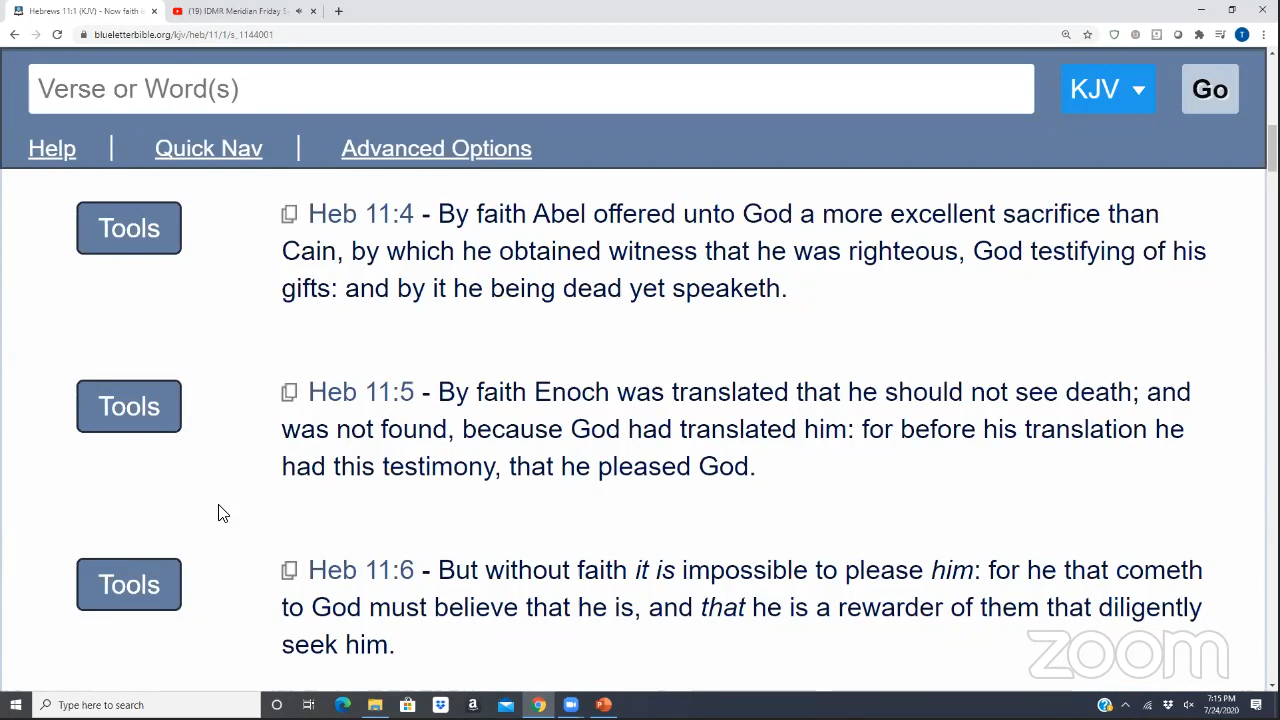 Hebrews 11:1 (KJV) - Now faith i
(19) IDMR Meridian Friday S
blueletterbible.org/kjv/heb/11/1/s_1144001
T
Verse or Word(s)
KJV
Go
Help | Quick Nav | Advanced Options
Tools
Heb 11:4 - By faith Abel offered unto God a more excellent sacrifice than
Cain, by which he obtained witness that he was righteous, God testifying of his
gifts: and by it he being dead yet speaketh.
Tools
Heb 11:5 - By faith Enoch was translated that he should not see death; and
was not found, because God had translated him: for before his translation he
had this testimony, that he pleased God.
Tools
Heb 11:6 - But without faith it is impossible to please him: for he that cometh
to God must believe that he is, and that he is a rewarder of them that diligently
seek him.
zoom
Type here to search
7:15 PM
7/24/2020